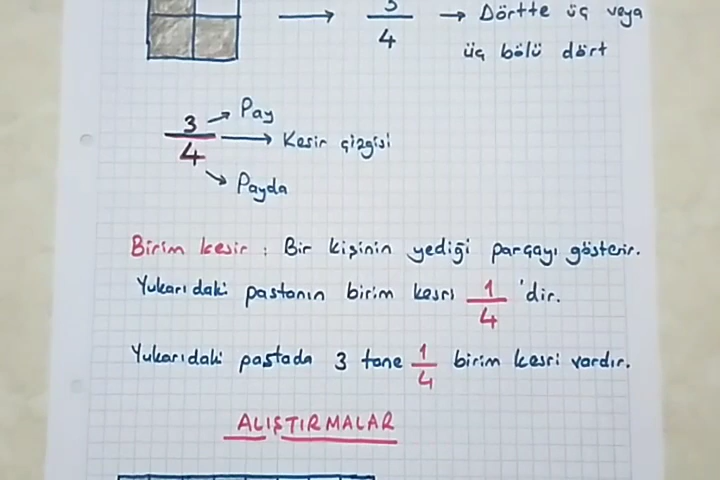 3/4 → Dörtte üç veya
üç bölü dört
3/4 → Pay
→ Kesir çizgisi
→ Payda
Birim kesir : Bir kişinin yediği parçayı gösterir.
Yukarıdaki pastanın birim kesri 1/4 'dir.
Yukarıdaki pastada 3 tane 1/4 birim kesri vardır.
ALIŞTIRMALAR